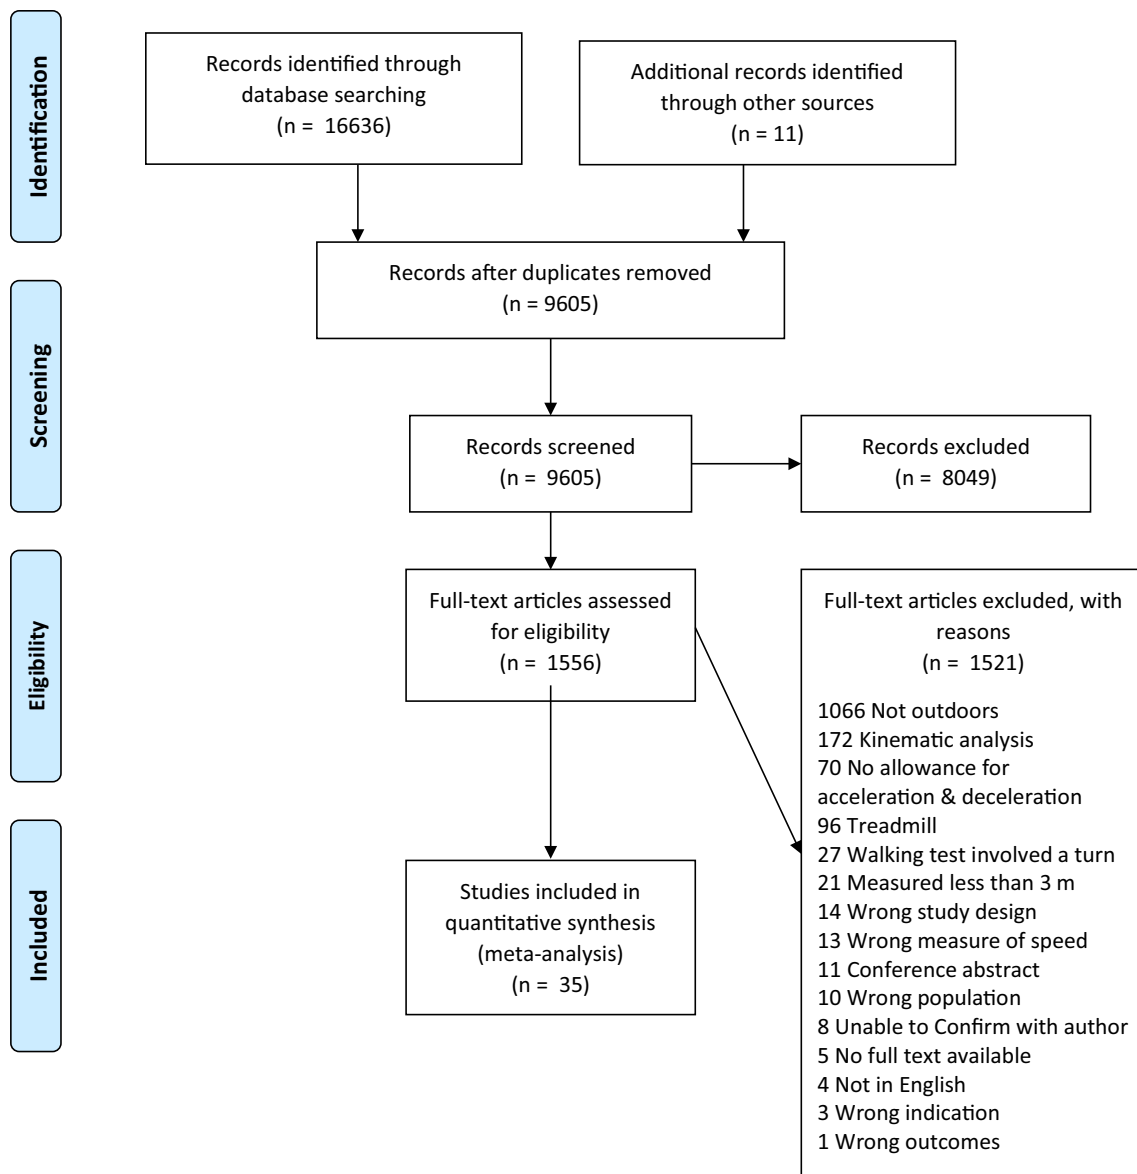 Identification
Records identified through
database searching
(n = 16636)
Additional records identified
through other sources
(n = 11)
Records after duplicates removed
(n = 9605)
Screening
Records screened
(n = 9605)
Records excluded
(n = 8049)
Eligibility
Full-text articles assessed
for eligibility
(n = 1556)
Full-text articles excluded, with
reasons
(n = 1521)
1066 Not outdoors
172 Kinematic analysis
70 No allowance for
acceleration & deceleration
96 Treadmill
27 Walking test involved a turn
21 Measured less than 3 m
14 Wrong study design
13 Wrong measure of speed
11 Conference abstract
10 Wrong population
8 Unable to Confirm with author
5 No full text available
4 Not in English
3 Wrong indication
1 Wrong outcomes
Included
Studies included in
quantitative synthesis
(meta-analysis)
(n = 35)